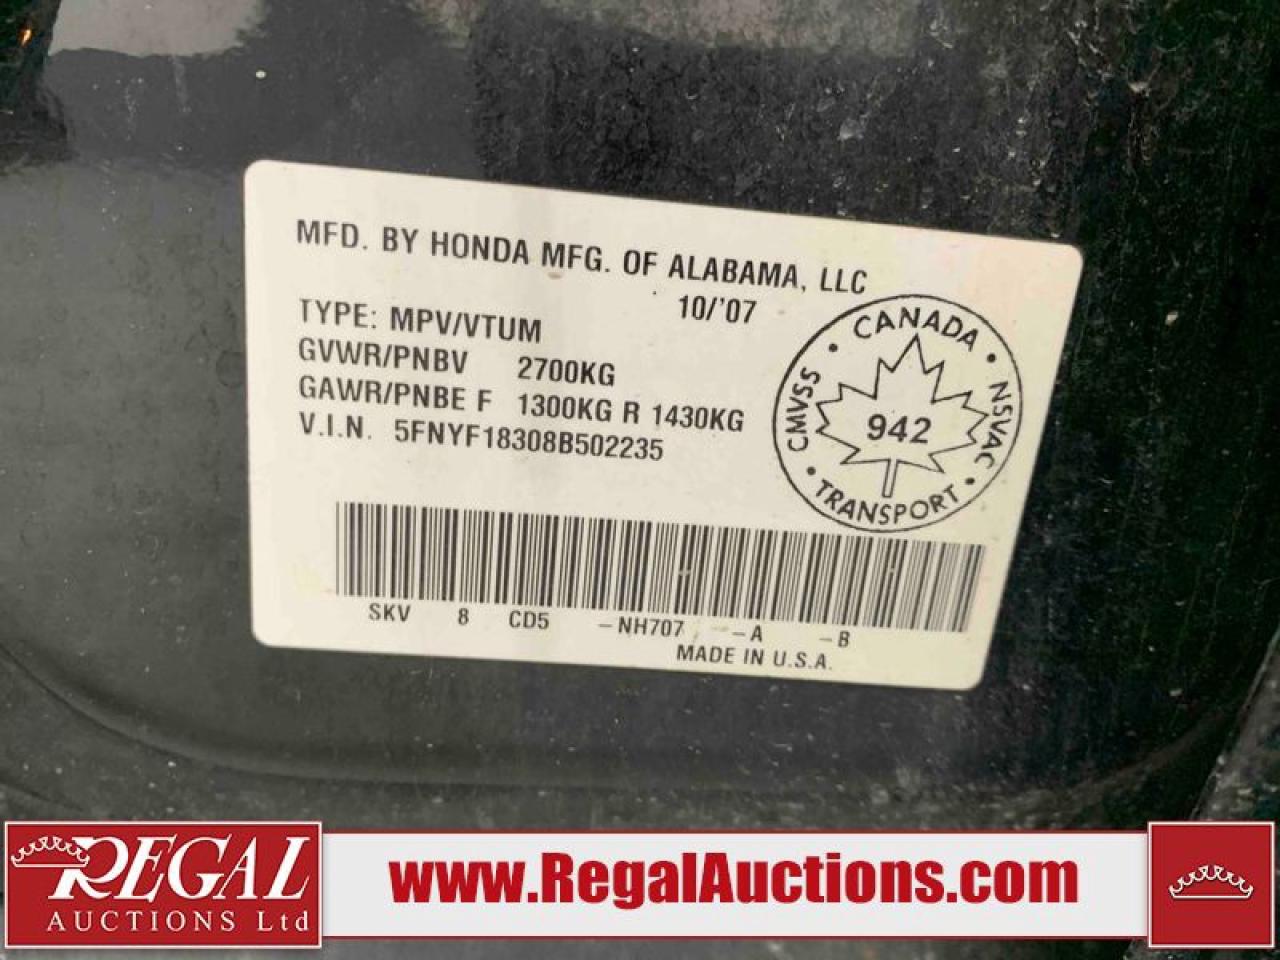 MFD. BY HONDA MFG. OF ALABAMA, LLC
10/'07
TYPE: MPV/VTUM
GVWR/PNBV 2700KG
GAWR/PNBE F 1300KG R 1430KG
V.I.N. 5FNYF18308B502235
CANADA
CMVSS
942
NSVAC
TRANSPORT
SKV 8 CD5 -NH707 -A -B
MADE IN U.S.A.
REGAL
AUCTIONS Ltd
www.RegalAuctions.com